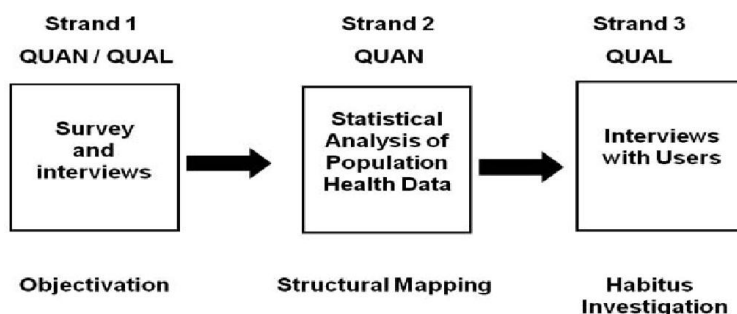 Strand 1
QUAN / QUAL
Survey
and
interviews
Objectivation
Strand 2
QUAN
Statistical
Analysis of
Population
Health Data
Structural Mapping
Strand 3
QUAL
Interviews
with Users
Habitus
Investigation